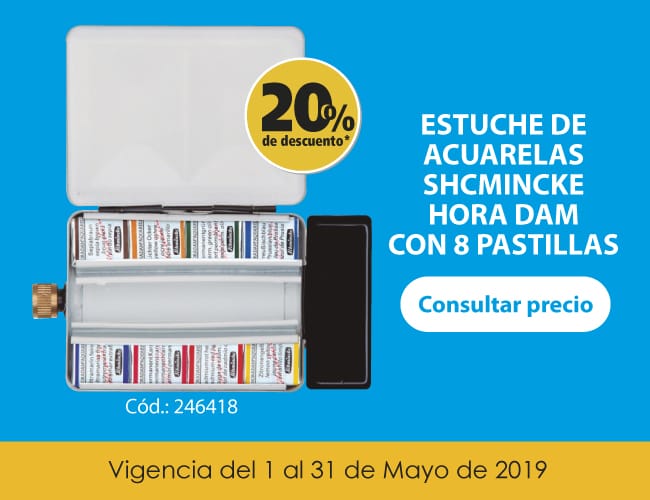 20%
de descuento*
ESTUCHE DE
ACUARELAS
SHCMINCKE
HORA DAM
CON 8 PASTILLAS
Consultar precio
Cód.: 246418
Vigencia del 1 al 31 de Mayo de 2019